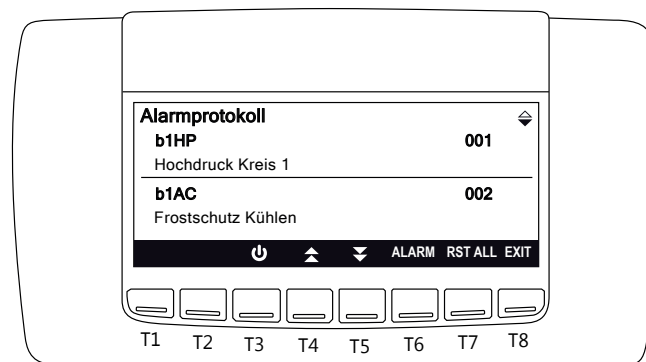 Alarmprotokoll
b1HP 001
Hochdruck Kreis 1
b1AC 002
Frostschutz Kühlen
ALARM RST ALL EXIT
T1 T2 T3 T4 T5 T6 T7 T8